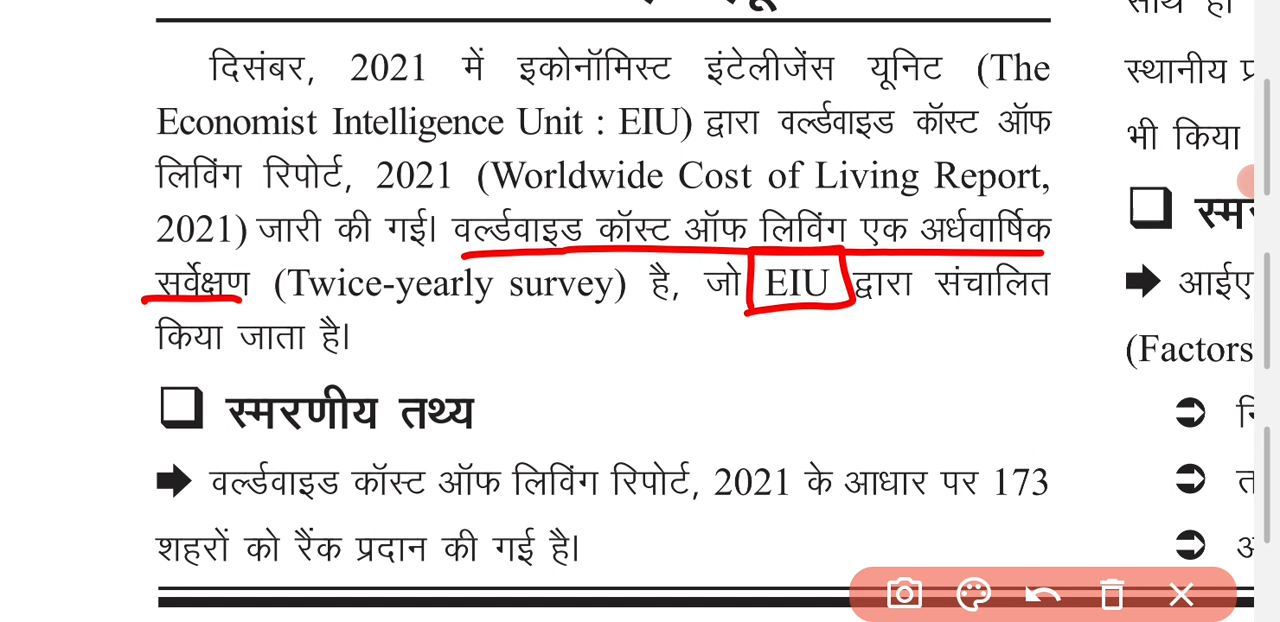 दिसंबर, 2021 में इकोनॉमिस्ट इंटेलीजेंस यूनिट (The
Economist Intelligence Unit : EIU) द्वारा वर्ल्डवाइड कॉस्ट ऑफ
लिविंग रिपोर्ट, 2021 (Worldwide Cost of Living Report,
2021) जारी की गई। वर्ल्डवाइड कॉस्ट ऑफ लिविंग एक अर्धवार्षिक
सर्वेक्षण (Twice-yearly survey) है, जो EIU द्वारा संचालित
किया जाता है।
स्मरणीय तथ्य
वर्ल्डवाइड कॉस्ट ऑफ लिविंग रिपोर्ट, 2021 के आधार पर 173
शहरों को रैंक प्रदान की गई है।
साथ ही
स्थानीय
भी किया
(Factors